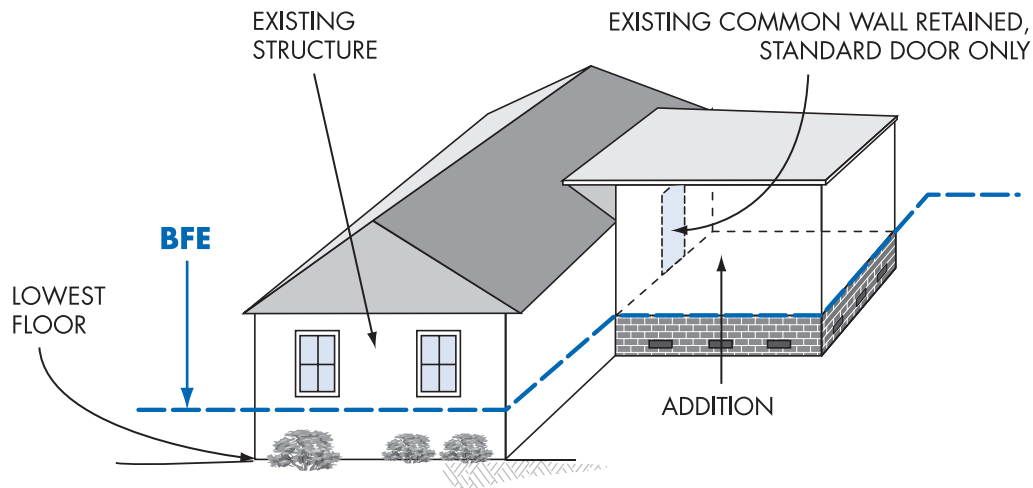 EXISTING
STRUCTURE
EXISTING COMMON WALL RETAINED,
STANDARD DOOR ONLY
BFE
LOWEST
FLOOR
ADDITION